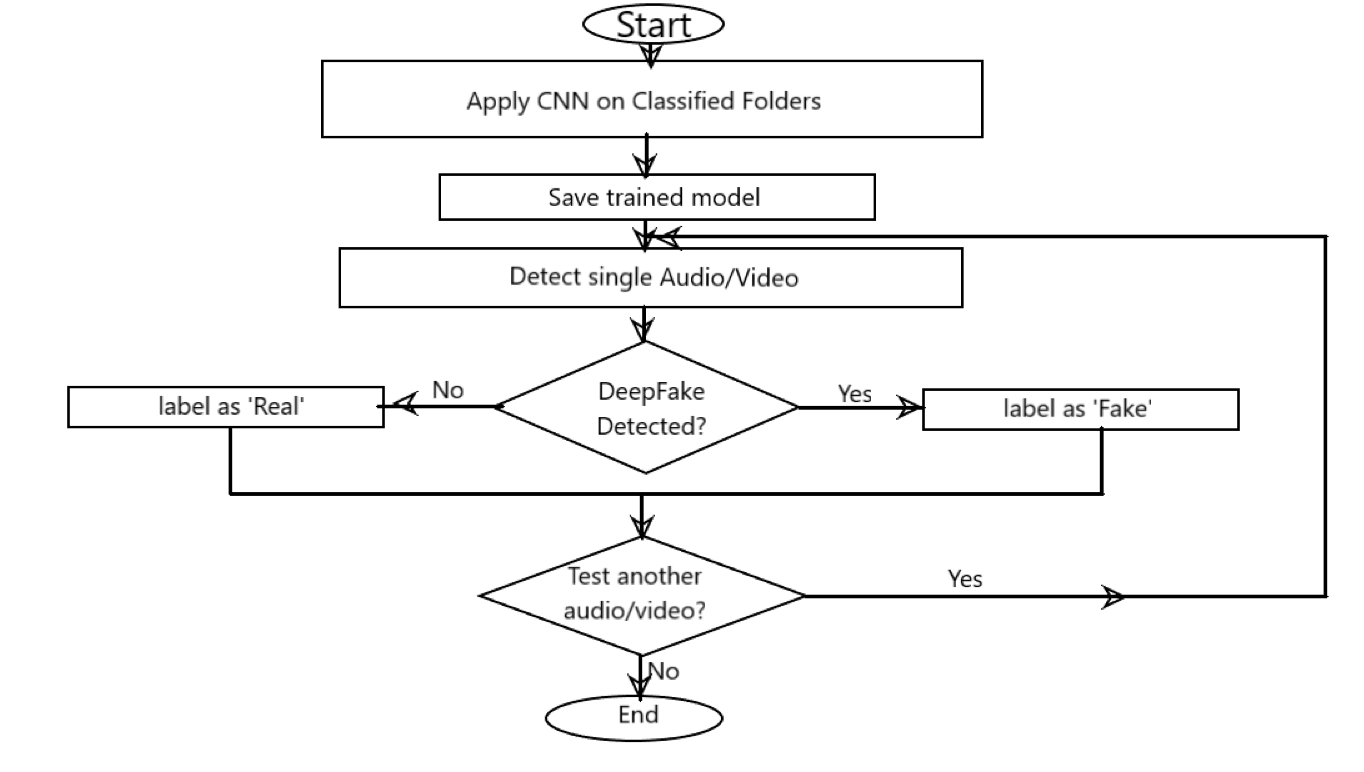 Start
Apply CNN on Classified Folders
Save trained model
Detect single Audio/Video
No
DeepFake
Detected?
Yes
label as 'Real'
label as 'Fake'
Test another
audio/video?
Yes
No
End